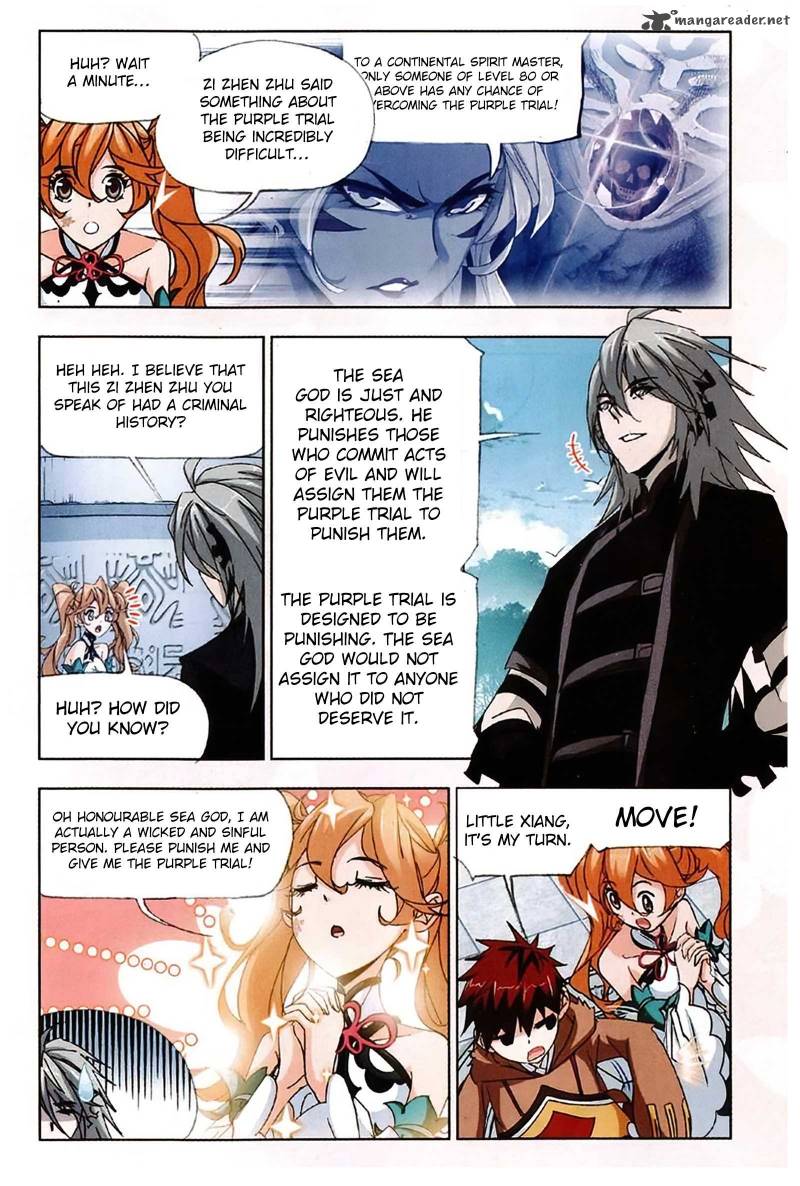 mangareader.net
HUH? WAIT
A MINUTE...
ZI ZHEN ZHU SAID
SOMETHING ABOUT
THE PURPLE TRIAL
BEING INCREDIBLY
DIFFICULT...
TO A CONTINENTAL SPIRIT MASTER,
ONLY SOMEONE OF LEVEL 80 OR
ABOVE HAS ANY CHANCE OF
OVERCOMING THE PURPLE TRIAL!
HEH HEH. I BELIEVE THAT
THIS ZI ZHEN ZHU YOU
SPEAK OF HAD A CRIMINAL
HISTORY?
HUH? HOW DID
YOU KNOW?
THE SEA
GOD IS JUST AND
RIGHTEOUS. HE
PUNISHES THOSE
WHO COMMIT ACTS
OF EVIL AND WILL
ASSIGN THEM THE
PURPLE TRIAL TO
PUNISH THEM.
THE PURPLE TRIAL IS
DESIGNED TO BE
PUNISHING. THE SEA
GOD WOULD NOT
ASSIGN IT TO ANYONE
WHO DID NOT
DESERVE IT.
OH HONOURABLE SEA GOD, I AM
ACTUALLY A WICKED AND SINFUL
PERSON. PLEASE PUNISH ME AND
GIVE ME THE PURPLE TRIAL!
LITTLE XIANG,
IT'S MY TURN.
MOVE!